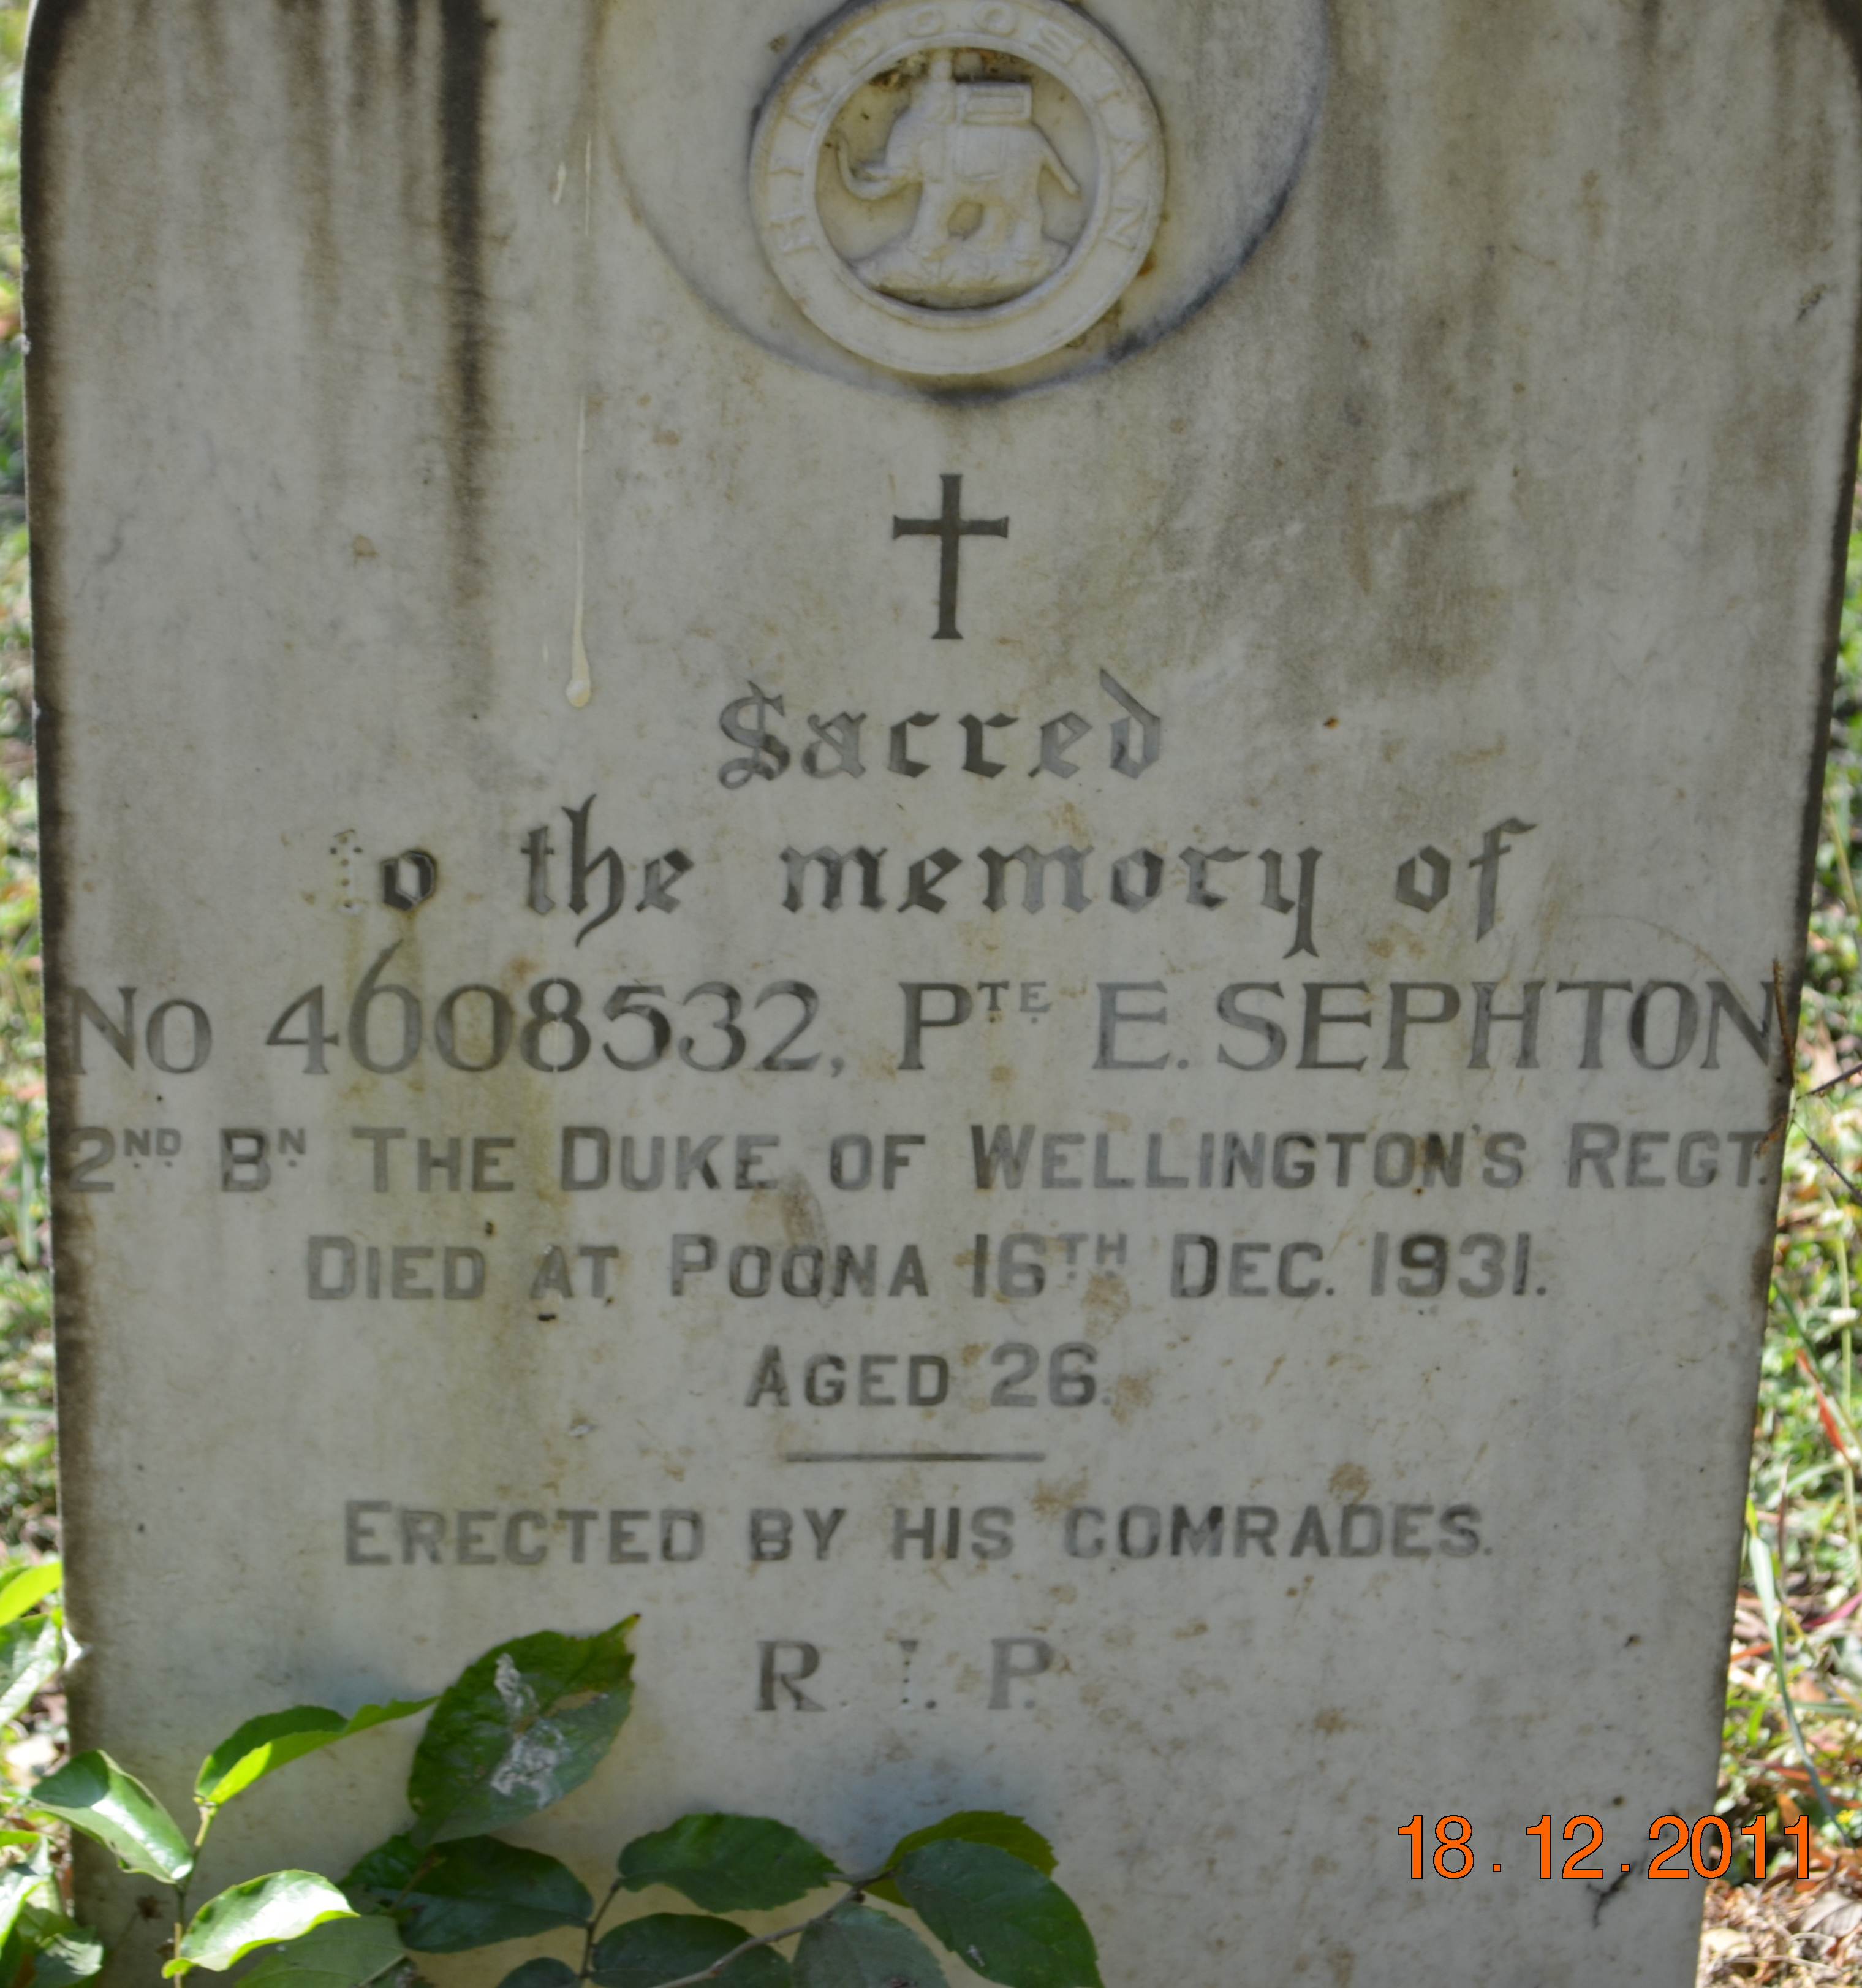 HINDOOSTAN
Sacred
to the memory of
No 4608532, PTE E. SEPHTON
2ND BN THE DUKE OF WELLINGTON'S REGT.
DIED AT POONA 16TH DEC. 1931.
AGED 26.
ERECTED BY HIS COMRADES.
R. I. P.
18.12.2011